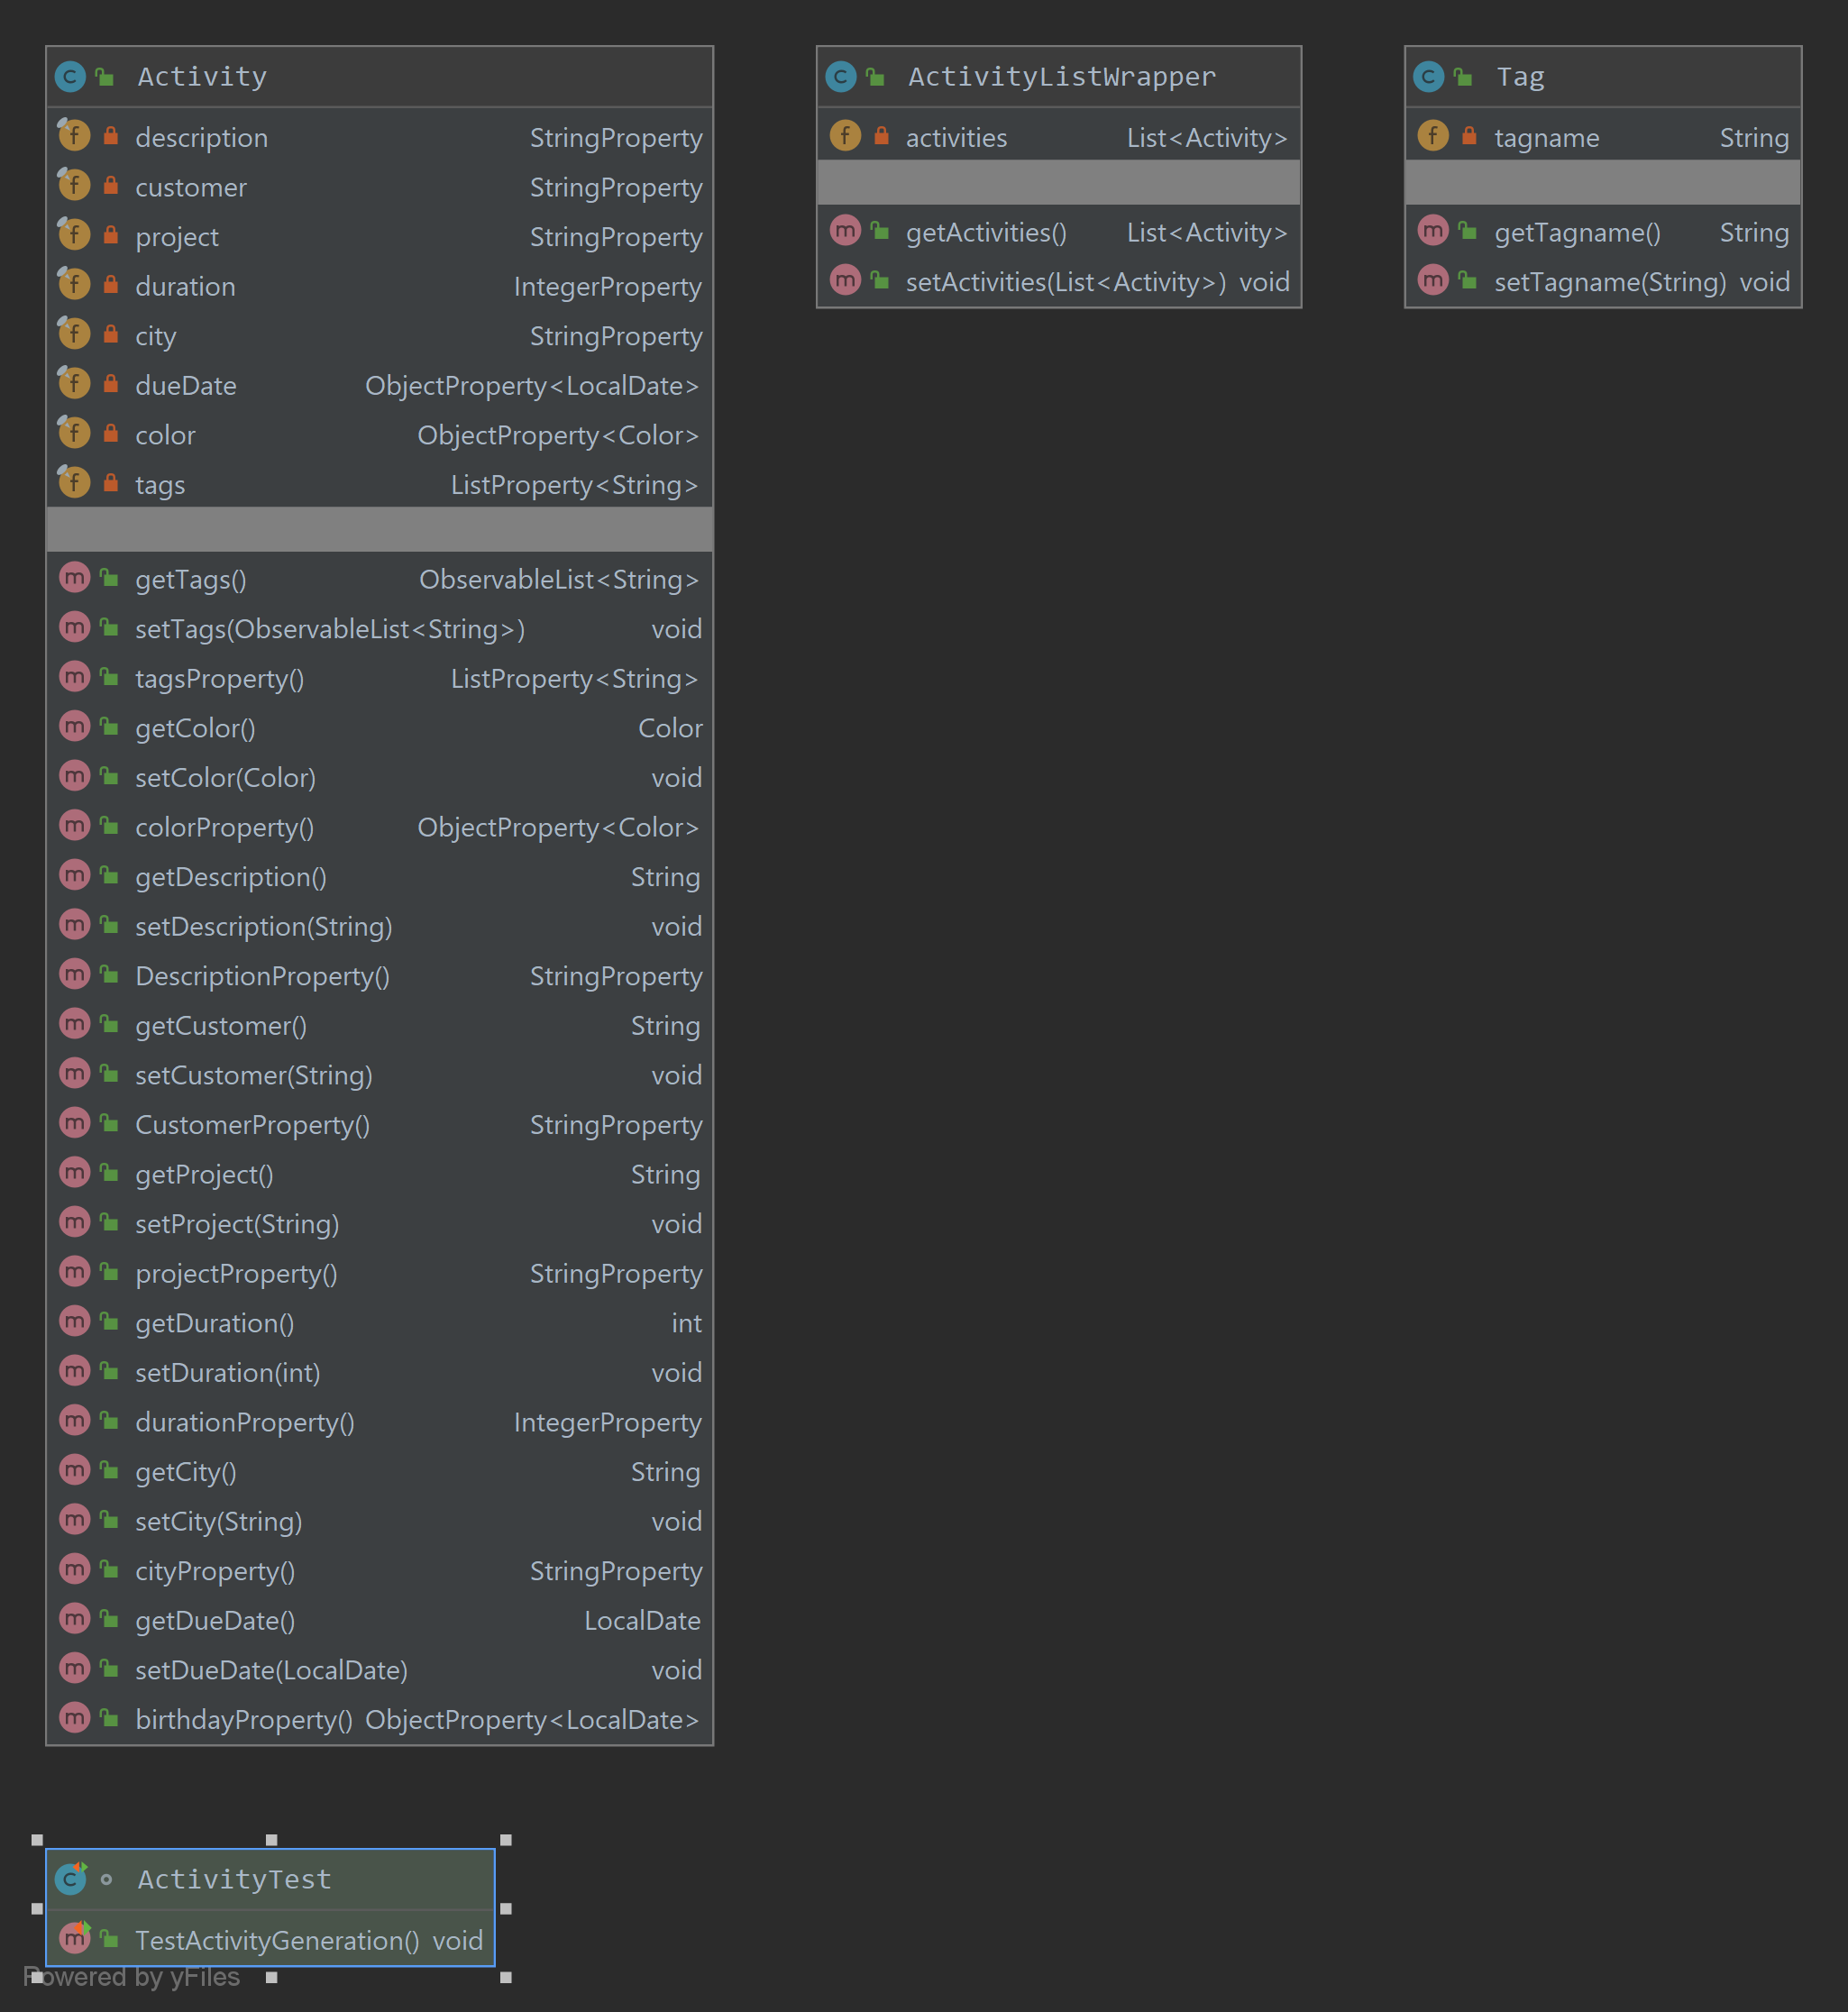 Activity
description StringProperty
customer StringProperty
project StringProperty
duration IntegerProperty
city StringProperty
dueDate ObjectProperty<LocalDate>
color ObjectProperty<Color>
tags ListProperty<String>
getTags() ObservableList<String>
setTags(ObservableList<String>) void
tagsProperty() ListProperty<String>
getColor() Color
setColor(Color) void
colorProperty() ObjectProperty<Color>
getDescription() String
setDescription(String) void
DescriptionProperty() StringProperty
getCustomer() String
setCustomer(String) void
CustomerProperty() StringProperty
getProject() String
setProject(String) void
projectProperty() StringProperty
getDuration() int
setDuration(int) void
durationProperty() IntegerProperty
getCity() String
setCity(String) void
cityProperty() StringProperty
getDueDate() LocalDate
setDueDate(LocalDate) void
birthdayProperty() ObjectProperty<LocalDate>
ActivityListWrapper
activities List<Activity>
getActivities() List<Activity>
setActivities(List<Activity>) void
Tag
tagname String
getTagname() String
setTagname(String) void
ActivityTest
TestActivityGeneration() void
Powered by yFiles